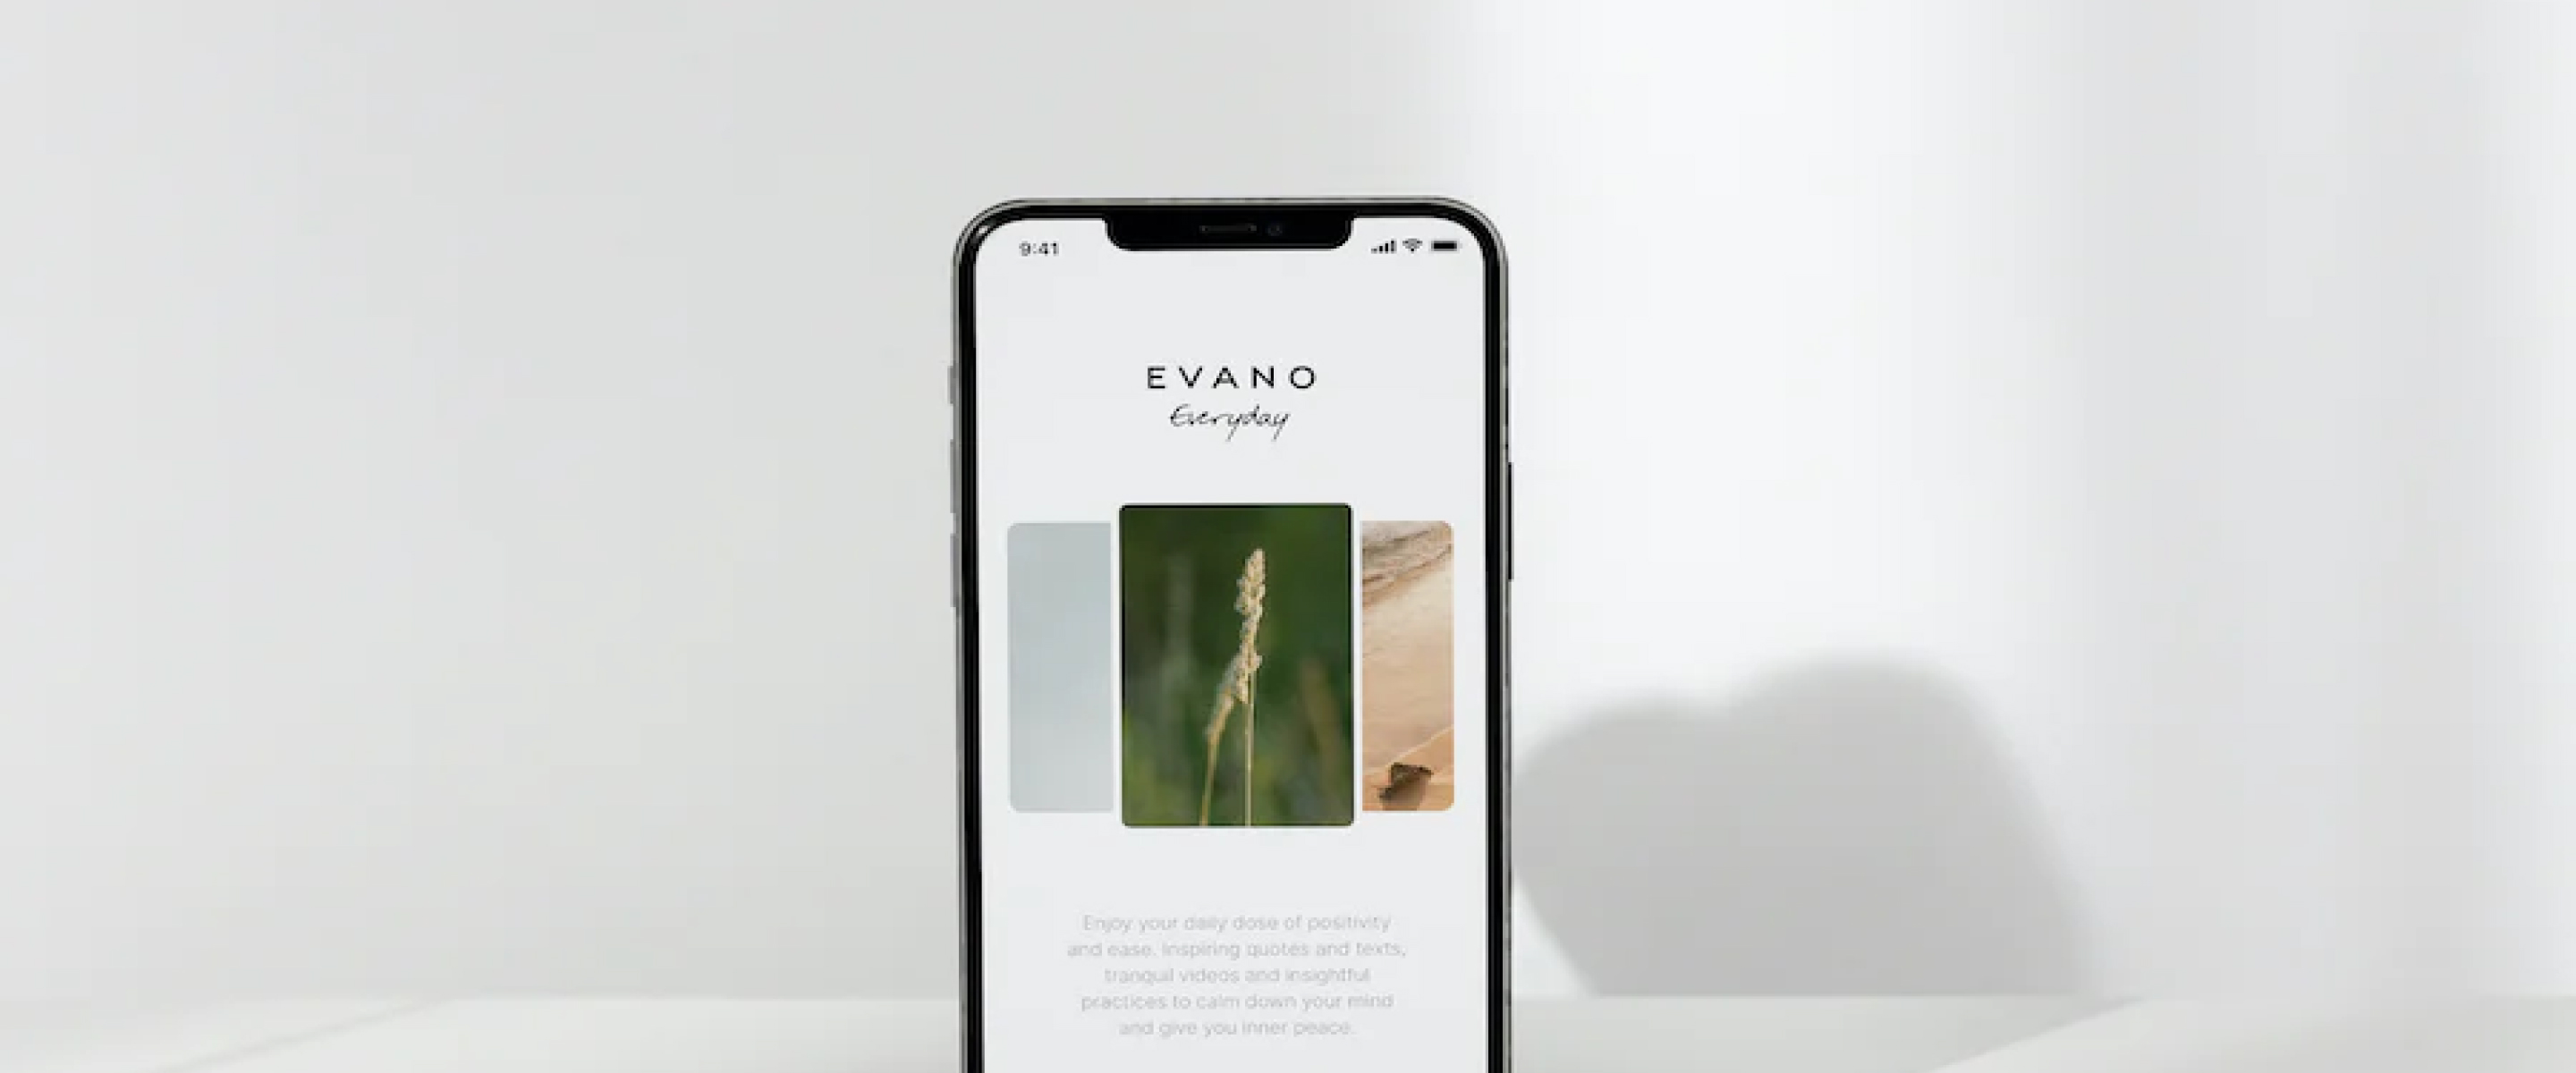 9:41
EVANO
Everyday
Enjoy your daily dose of positivity
and ease. Inspiring quotes and texts,
tranquil videos and insightful
practices to calm down your mind
and give you inner peace.